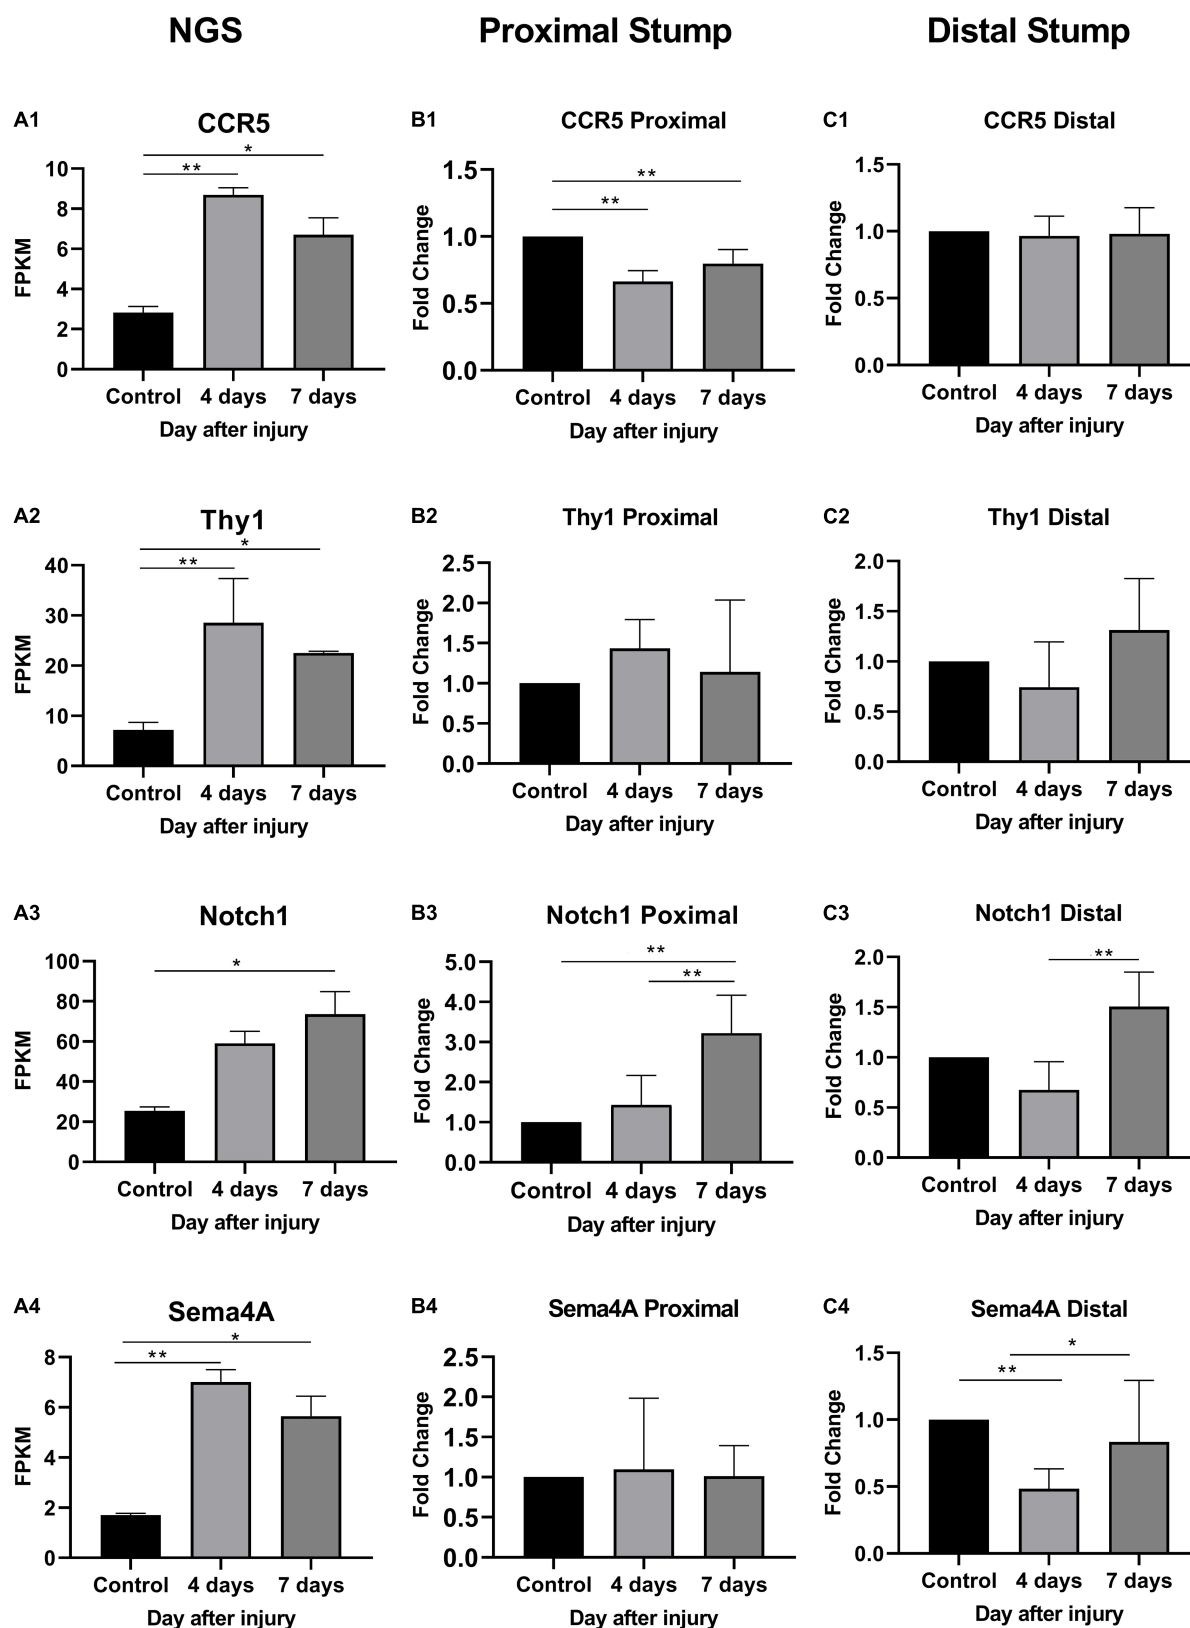 NGS Proximal Stump Distal Stump
A1 CCR5
* **
10
8
6
4
2
0
FPKM
Control 4 days 7 days
Day after injury
B1 CCR5 Proximal
** **
1.5
1.0
0.5
0.0
Fold Change
Control 4 days 7 days
Day after injury
C1 CCR5 Distal
1.5
1.0
0.5
0.0
Fold Change
Control 4 days 7 days
Day after injury
A2 Thy1
* **
40
30
20
10
0
FPKM
Control 4 days 7 days
Day after injury
B2 Thy1 Proximal
2.5
2.0
1.5
1.0
0.5
0.0
Fold Change
Control 4 days 7 days
Day after injury
C2 Thy1 Distal
2.0
1.5
1.0
0.5
0.0
Fold Change
Control 4 days 7 days
Day after injury
A3 Notch1
*
100
80
60
40
20
0
FPKM
Control 4 days 7 days
Day after injury
B3 Notch1 Poximal
** **
5.0
4.0
3.0
2.0
1.0
0.0
Fold Change
Control 4 days 7 days
Day after injury
C3 Notch1 Distal
**
2.0
1.5
1.0
0.5
0.0
Fold Change
Control 4 days 7 days
Day after injury
A4 Sema4A
* **
8
6
4
2
0
FPKM
Control 4 days 7 days
Day after injury
B4 Sema4A Proximal
2.5
2.0
1.5
1.0
0.5
0.0
Fold Change
Control 4 days 7 days
Day after injury
C4 Sema4A Distal
* **
1.5
1.0
0.5
0.0
Fold Change
Control 4 days 7 days
Day after injury